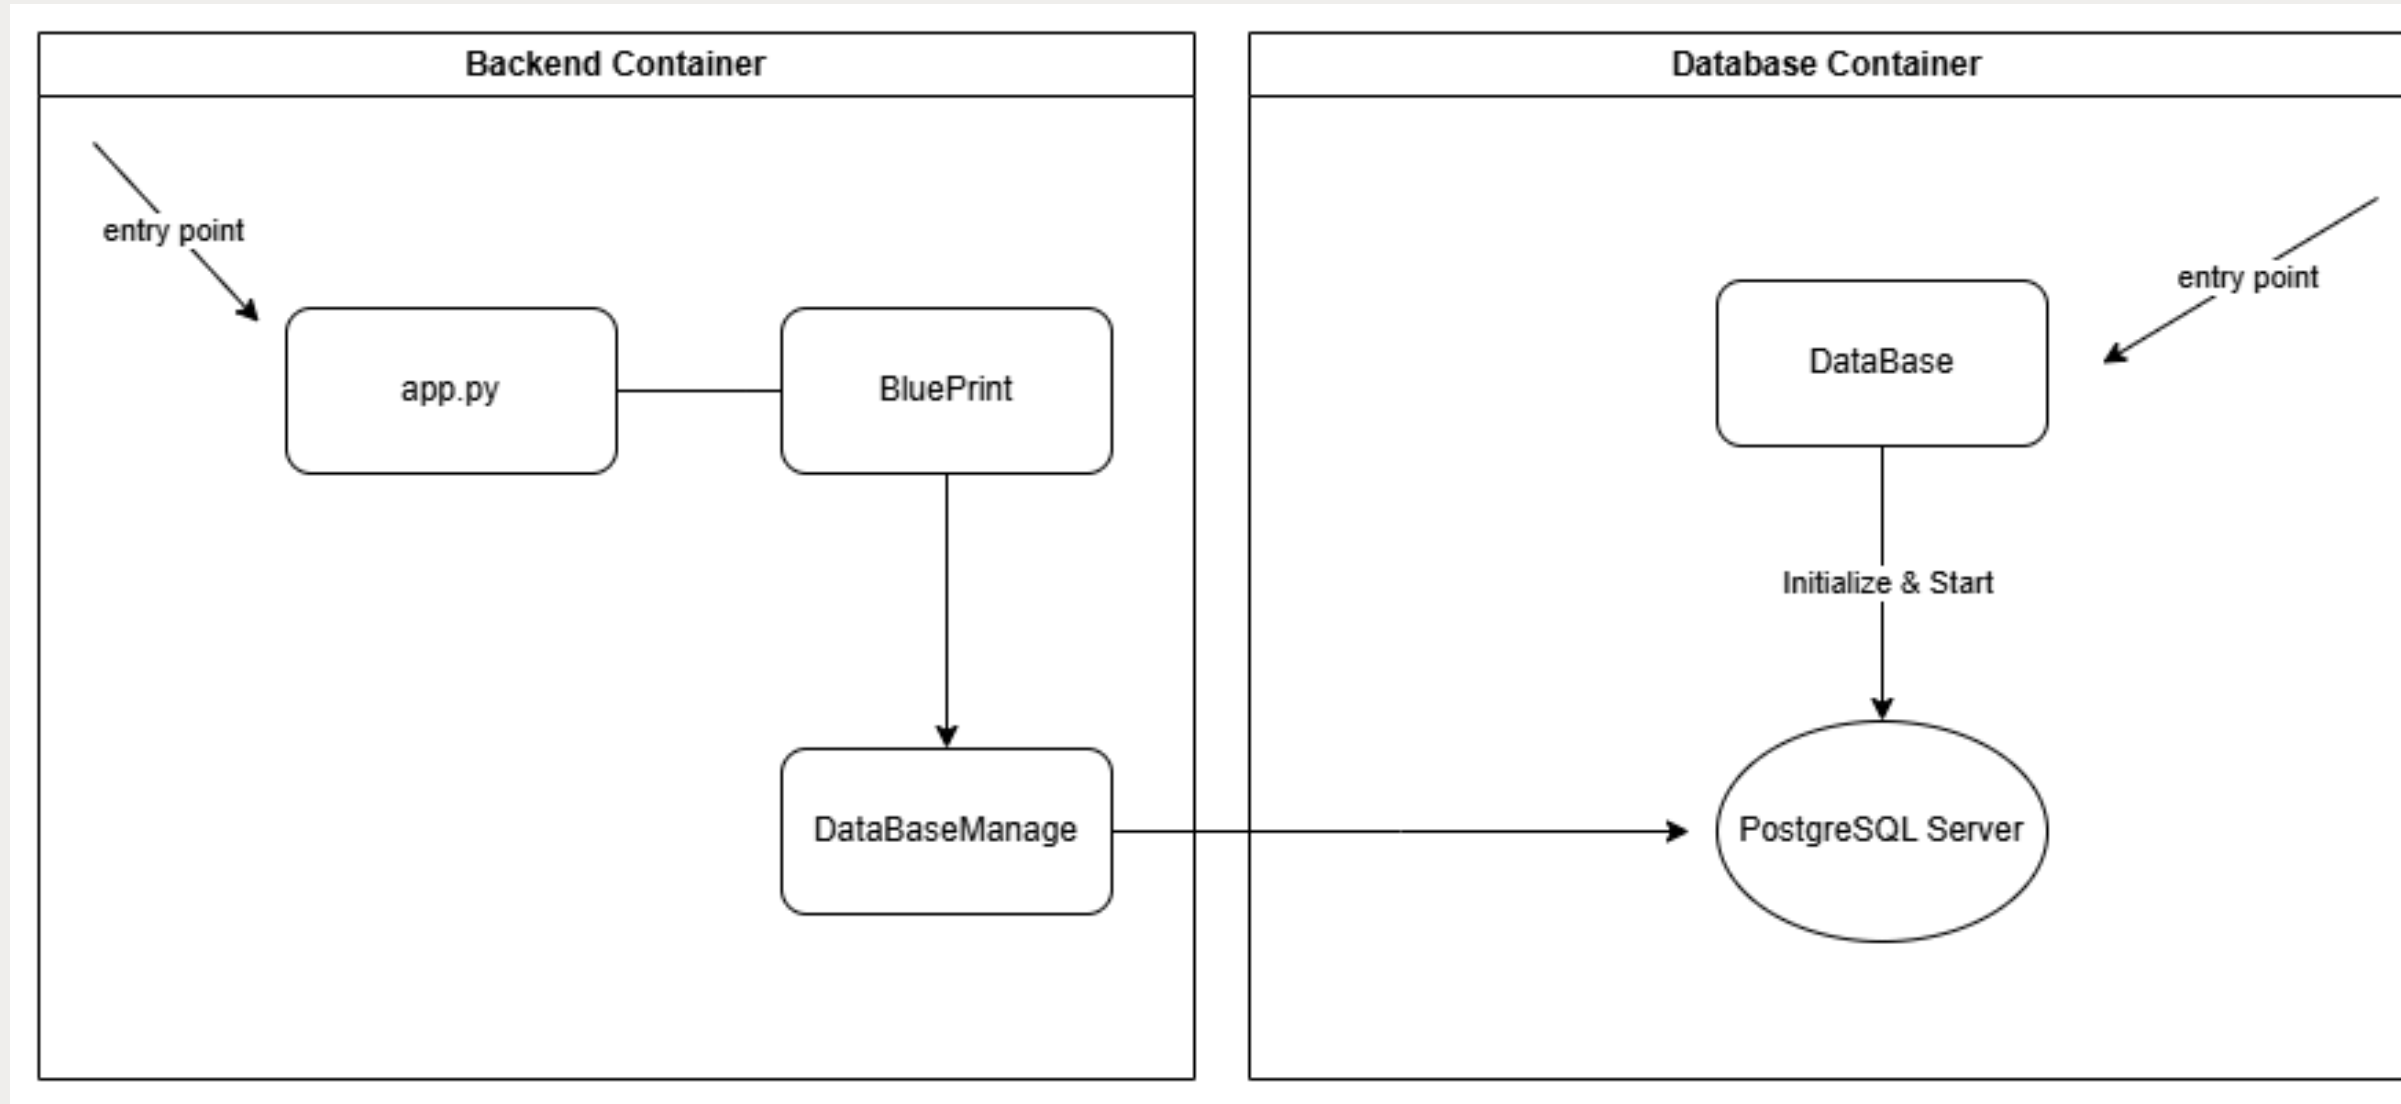 Backend Container
entry point
app.py
BluePrint
DataBaseManage
Database Container
entry point
DataBase
Initialize & Start
PostgreSQL Server